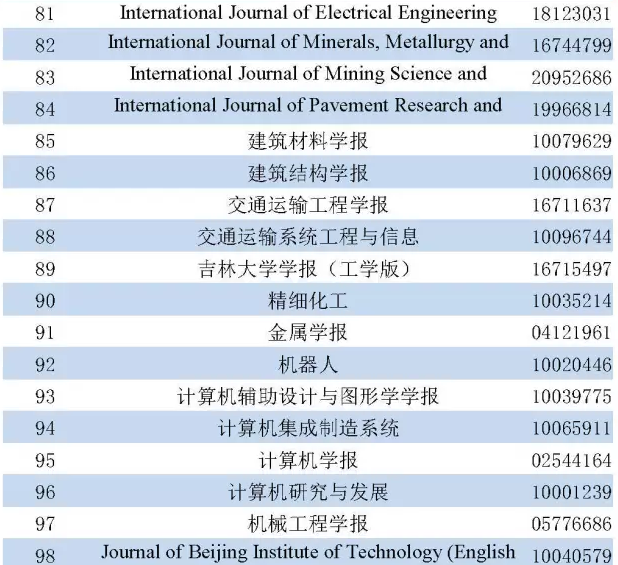 81 International Journal of Electrical Engineering 18123031
82 International Journal of Minerals, Metallurgy and 16744799
83 International Journal of Mining Science and 20952686
84 International Journal of Pavement Research and 19966814
85 建筑材料学报 10079629
86 建筑结构学报 10006869
87 交通运输工程学报 16711637
88 交通运输系统工程与信息 10096744
89 吉林大学学报（工学版） 16715497
90 精细化工 10035214
91 金属学报 04121961
92 机器人 10020446
93 计算机辅助设计与图形学学报 10039775
94 计算机集成制造系统 10065911
95 计算机学报 02544164
96 计算机研究与发展 10001239
97 机械工程学报 05776686
98 Journal of Beijing Institute of Technology (English 10040579